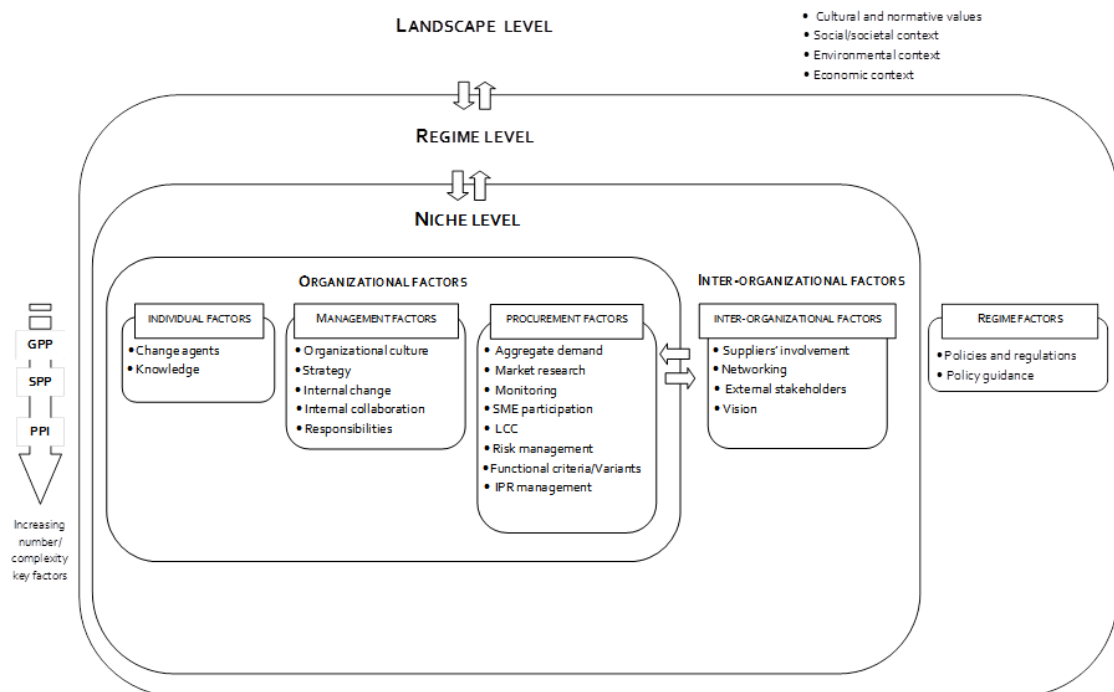 LANDSCAPE LEVEL
• Cultural and normative values
• Social/societal context
• Environmental context
• Economic context
REGIME LEVEL
NICHE LEVEL
ORGANIZATIONAL FACTORS
INTER-ORGANIZATIONAL FACTORS
INDIVIDUAL FACTORS
• Change agents
• Knowledge
MANAGEMENT FACTORS
• Organizational culture
• Strategy
• Internal change
• Internal collaboration
• Responsibilities
PROCUREMENT FACTORS
• Aggregate demand
• Market research
• Monitoring
• SME participation
• LCC
• Risk management
• Functional criteria/Variants
• IPR management
INTER-ORGANIZATIONAL FACTORS
• Suppliers' involvement
• Networking
• External stakeholders
• Vision
REGIME FACTORS
• Policies and regulations
• Policy guidance
GPP
SPP
PPI
Increasing
number/
complexity
key factors